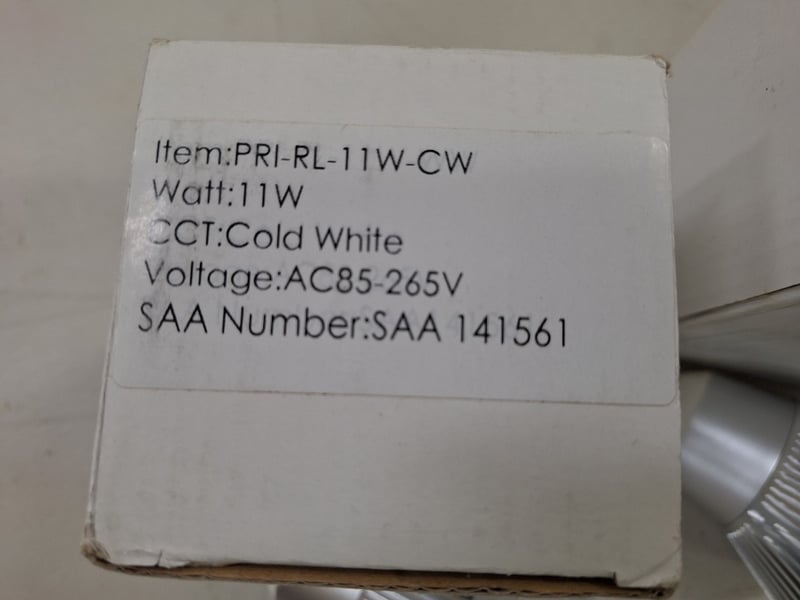 Item:PRI-RL-11W-CW
Watt:11W
CCT:Cold White
Voltage:AC85-265V
SAA Number:SAA 141561